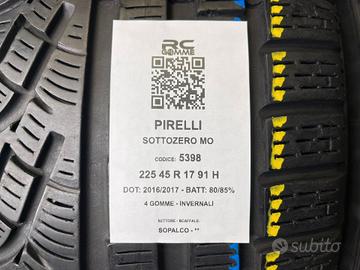 RC
GOMME
PIRELLI
SOTTOZERO MO
CODICE: 5398
225 45 R 17 91 H
DOT: 2016/2017 - BATT: 80/85%
4 GOMME - INVERNALI
SETTORE - SCAFFALE:
SOPALCO - **
subito